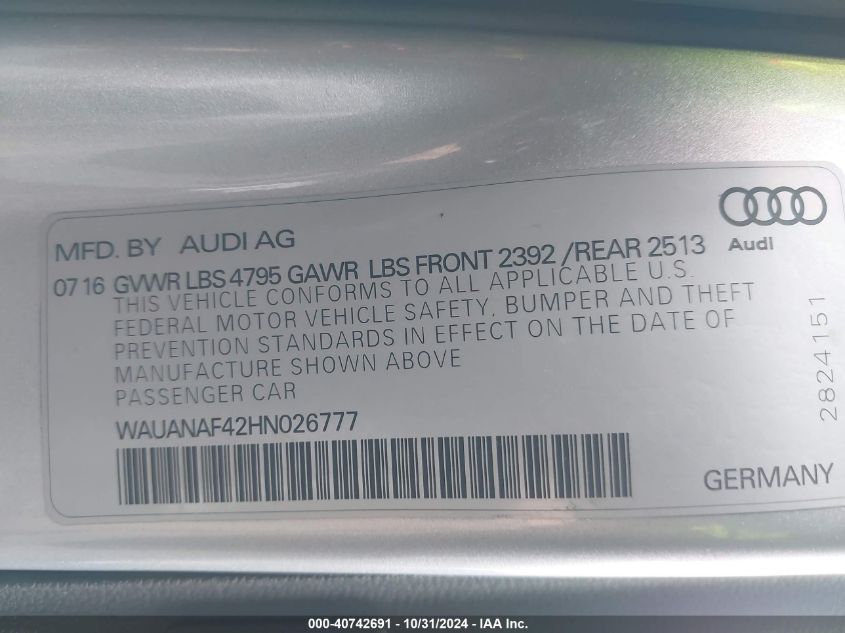 MFD. BY AUDI AG
Audi
07 16 GVWR LBS 4795 GAWR LBS FRONT 2392 /REAR 2513
THIS VEHICLE CONFORMS TO ALL APPLICABLE U.S.
FEDERAL MOTOR VEHICLE SAFETY, BUMPER AND THEFT
PREVENTION STANDARDS IN EFFECT ON THE DATE OF
MANUFACTURE SHOWN ABOVE
PASSENGER CAR
WAUANAF42HN026777
2824151
GERMANY
000-40742691 - 10/31/2024 - IAA Inc.